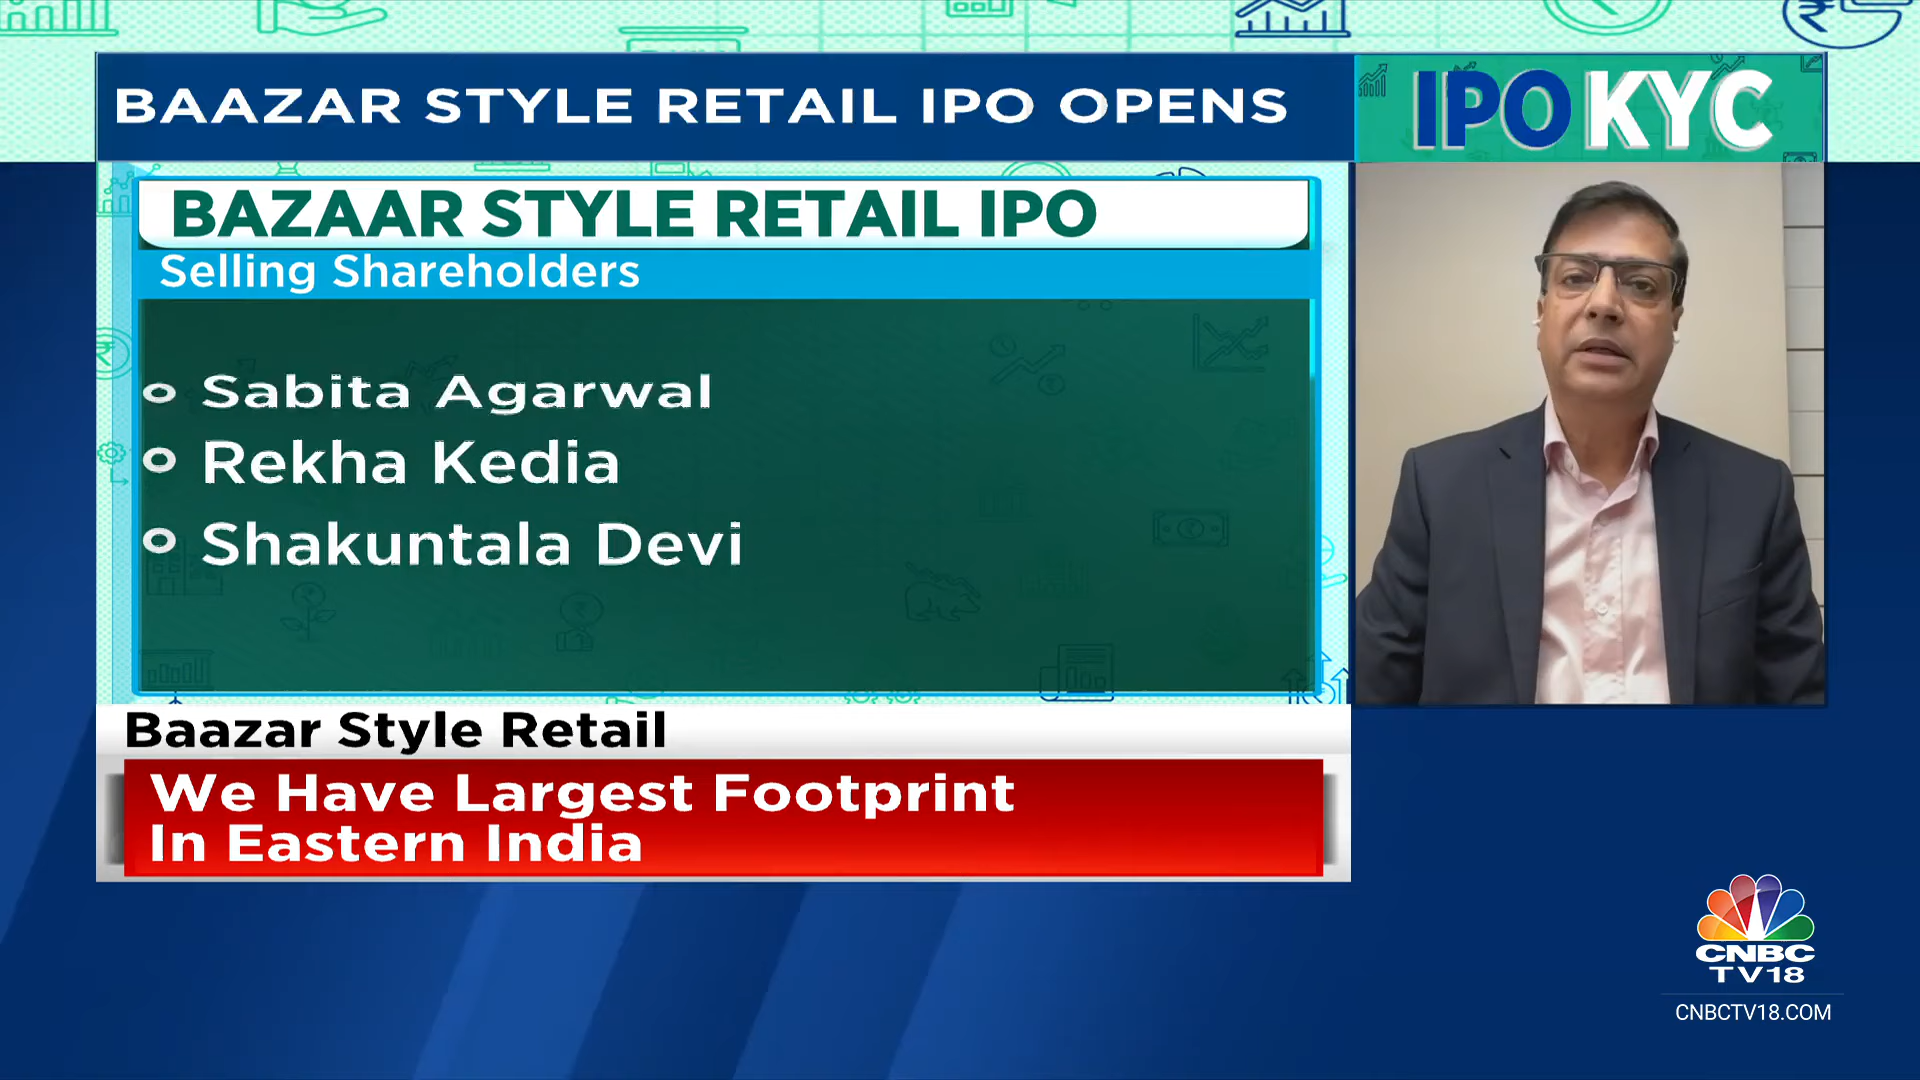 BAAZAR STYLE RETAIL IPO OPENS
IPO KYC
BAZAAR STYLE RETAIL IPO
Selling Shareholders
Sabita Agarwal
Rekha Kedia
Shakuntala Devi
Baazar Style Retail
We Have Largest Footprint
In Eastern India
CNBC
TV18
CNBCTV18.COM